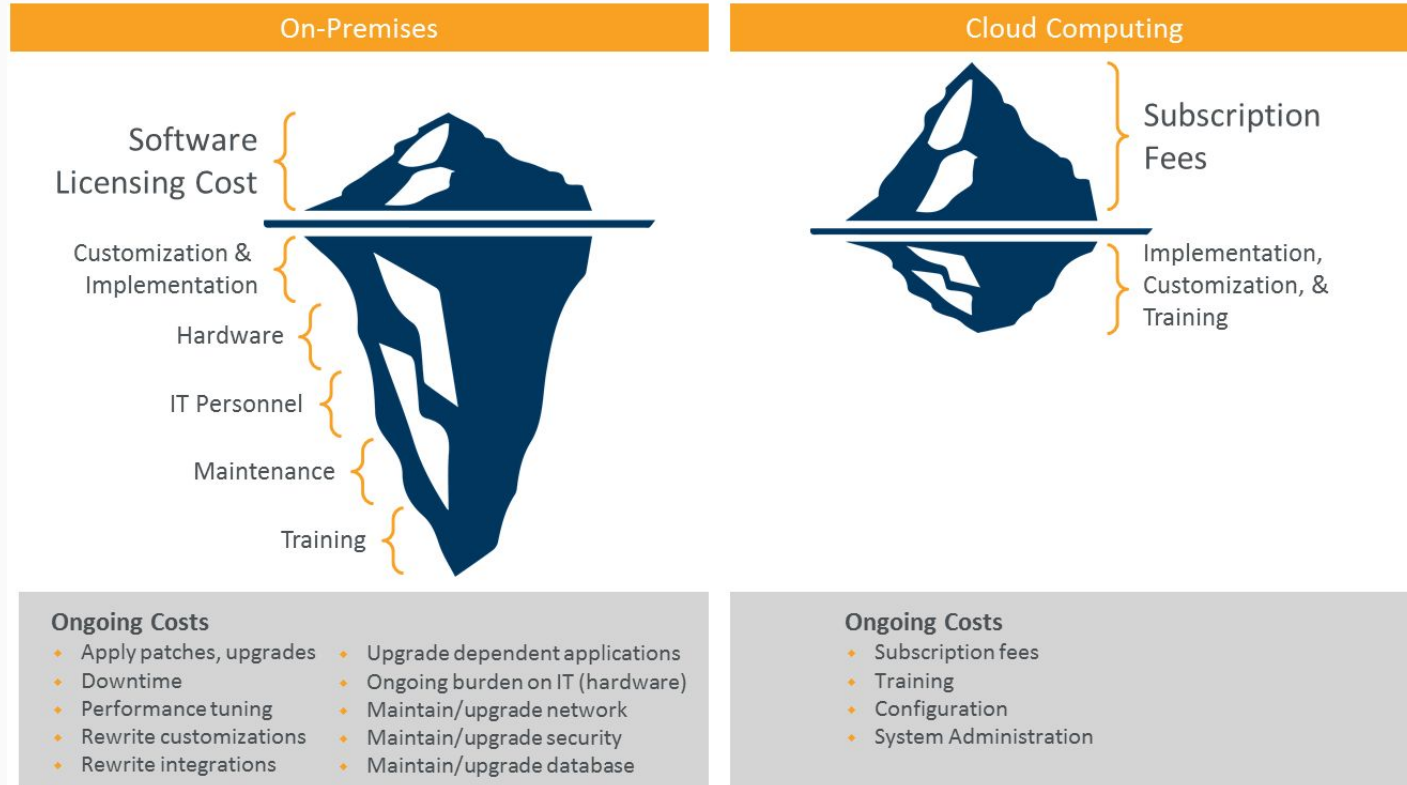 On-Premises
Software
Licensing Cost
Customization &
Implementation
Hardware
IT Personnel
Maintenance
Training
Ongoing Costs
Apply patches, upgrades
Downtime
Performance tuning
Rewrite customizations
Rewrite integrations
Upgrade dependent applications
Ongoing burden on IT (hardware)
Maintain/upgrade network
Maintain/upgrade security
Maintain/upgrade database
Cloud Computing
Subscription
Fees
Implementation,
Customization, &
Training
Ongoing Costs
Subscription fees
Training
Configuration
System Administration